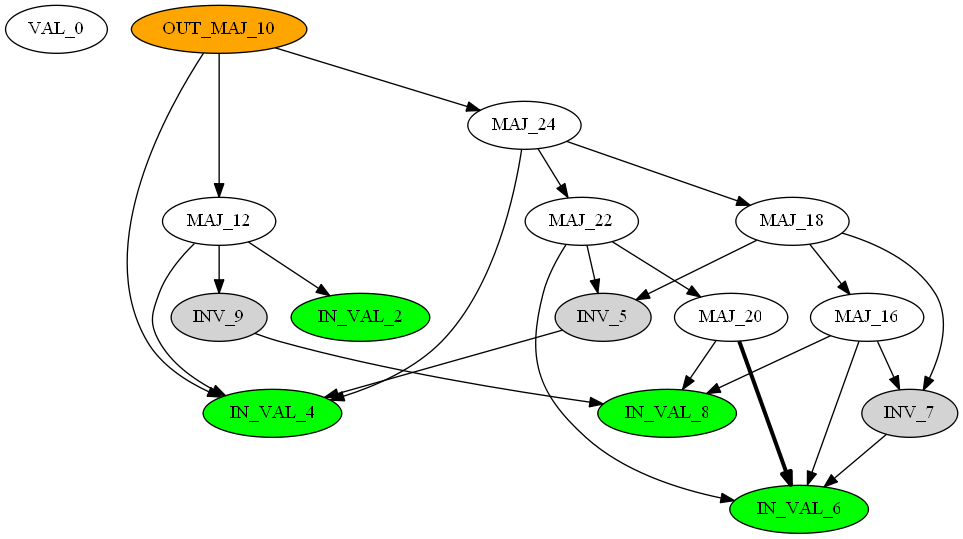 VAL_0
OUT_MAJ_10
MAJ_24
MAJ_12
MAJ_22
MAJ_18
INV_9
IN_VAL_2
INV_5
MAJ_20
MAJ_16
IN_VAL_4
IN_VAL_8
INV_7
IN_VAL_6